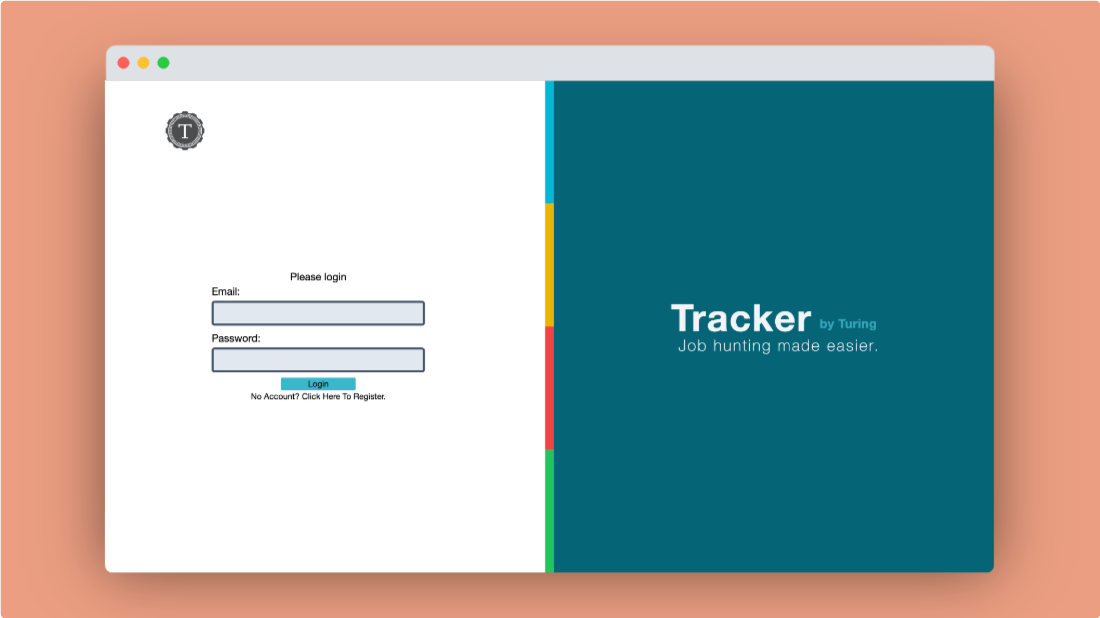 T
Please login
Email:
Password:
Login
No Account? Click Here To Register.
Tracker by Turing
Job hunting made easier.